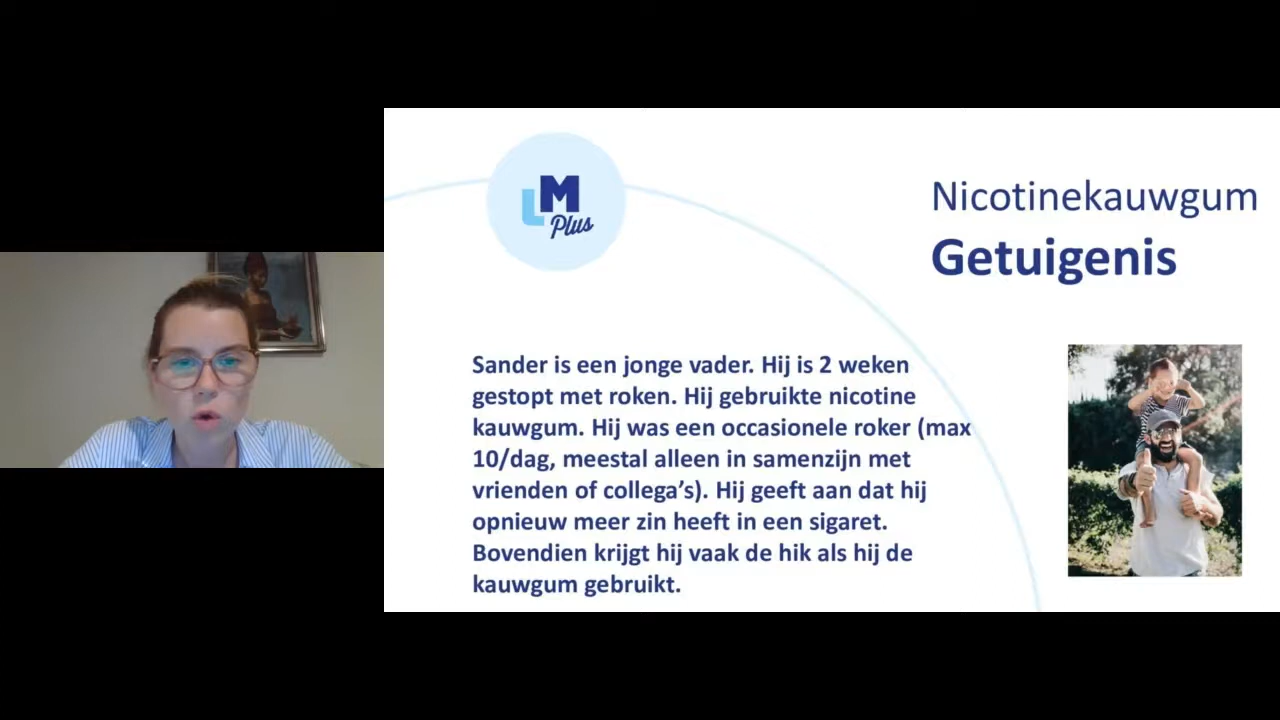 LM
Plus
Nicotinekauwgum
Getuigenis
Sander is een jonge vader. Hij is 2 weken
gestopt met roken. Hij gebruikte nicotine
kauwgum. Hij was een occasionele roker (max
10/dag, meestal alleen in samenzijn met
vrienden of collega’s). Hij geeft aan dat hij
opnieuw meer zin heeft in een sigaret.
Bovendien krijgt hij vaak de hik als hij de
kauwgum gebruikt.